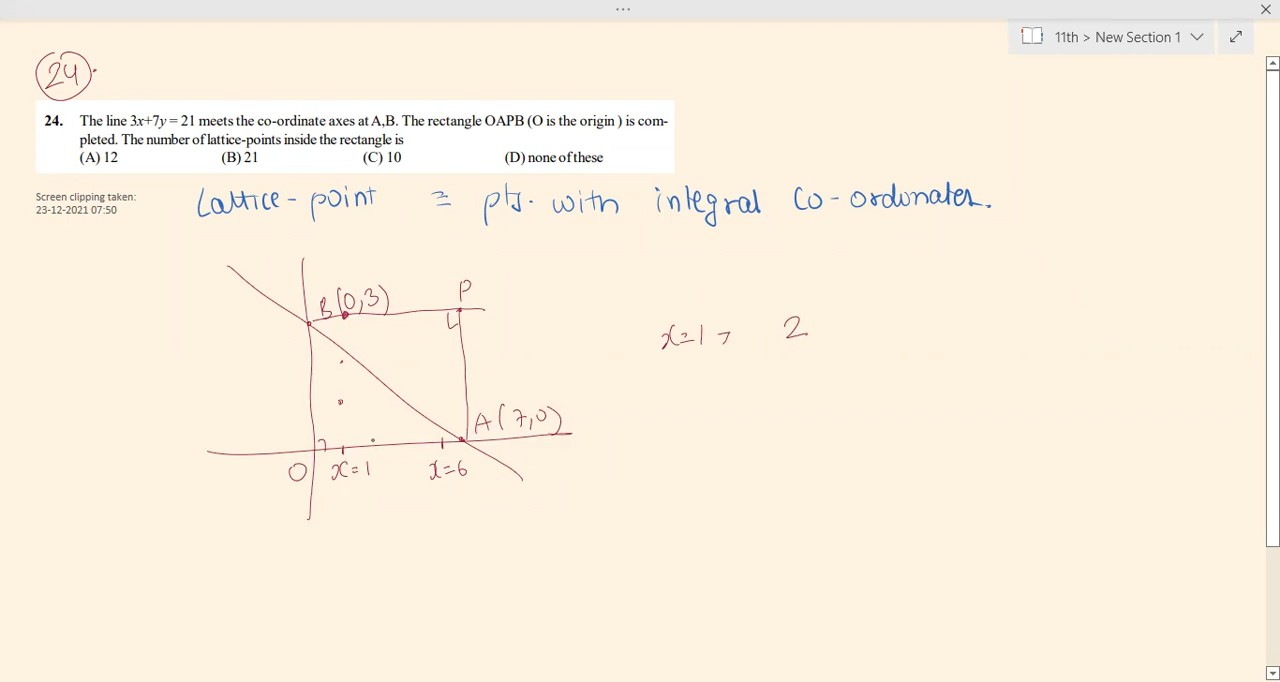 11th > New Section 1
24.
24. The line 3x+7y = 21 meets the co-ordinate axes at A,B. The rectangle OAPB (O is the origin ) is com-
pleted. The number of lattice-points inside the rectangle is
(A) 12 (B) 21 (C) 10 (D) none of these
Screen clipping taken:
23-12-2021 07:50
Lattice-point = pts. with integral Co-ordinates.
B(0,3) P
x=1 → 2
A(7,0)
O x=1 x=6